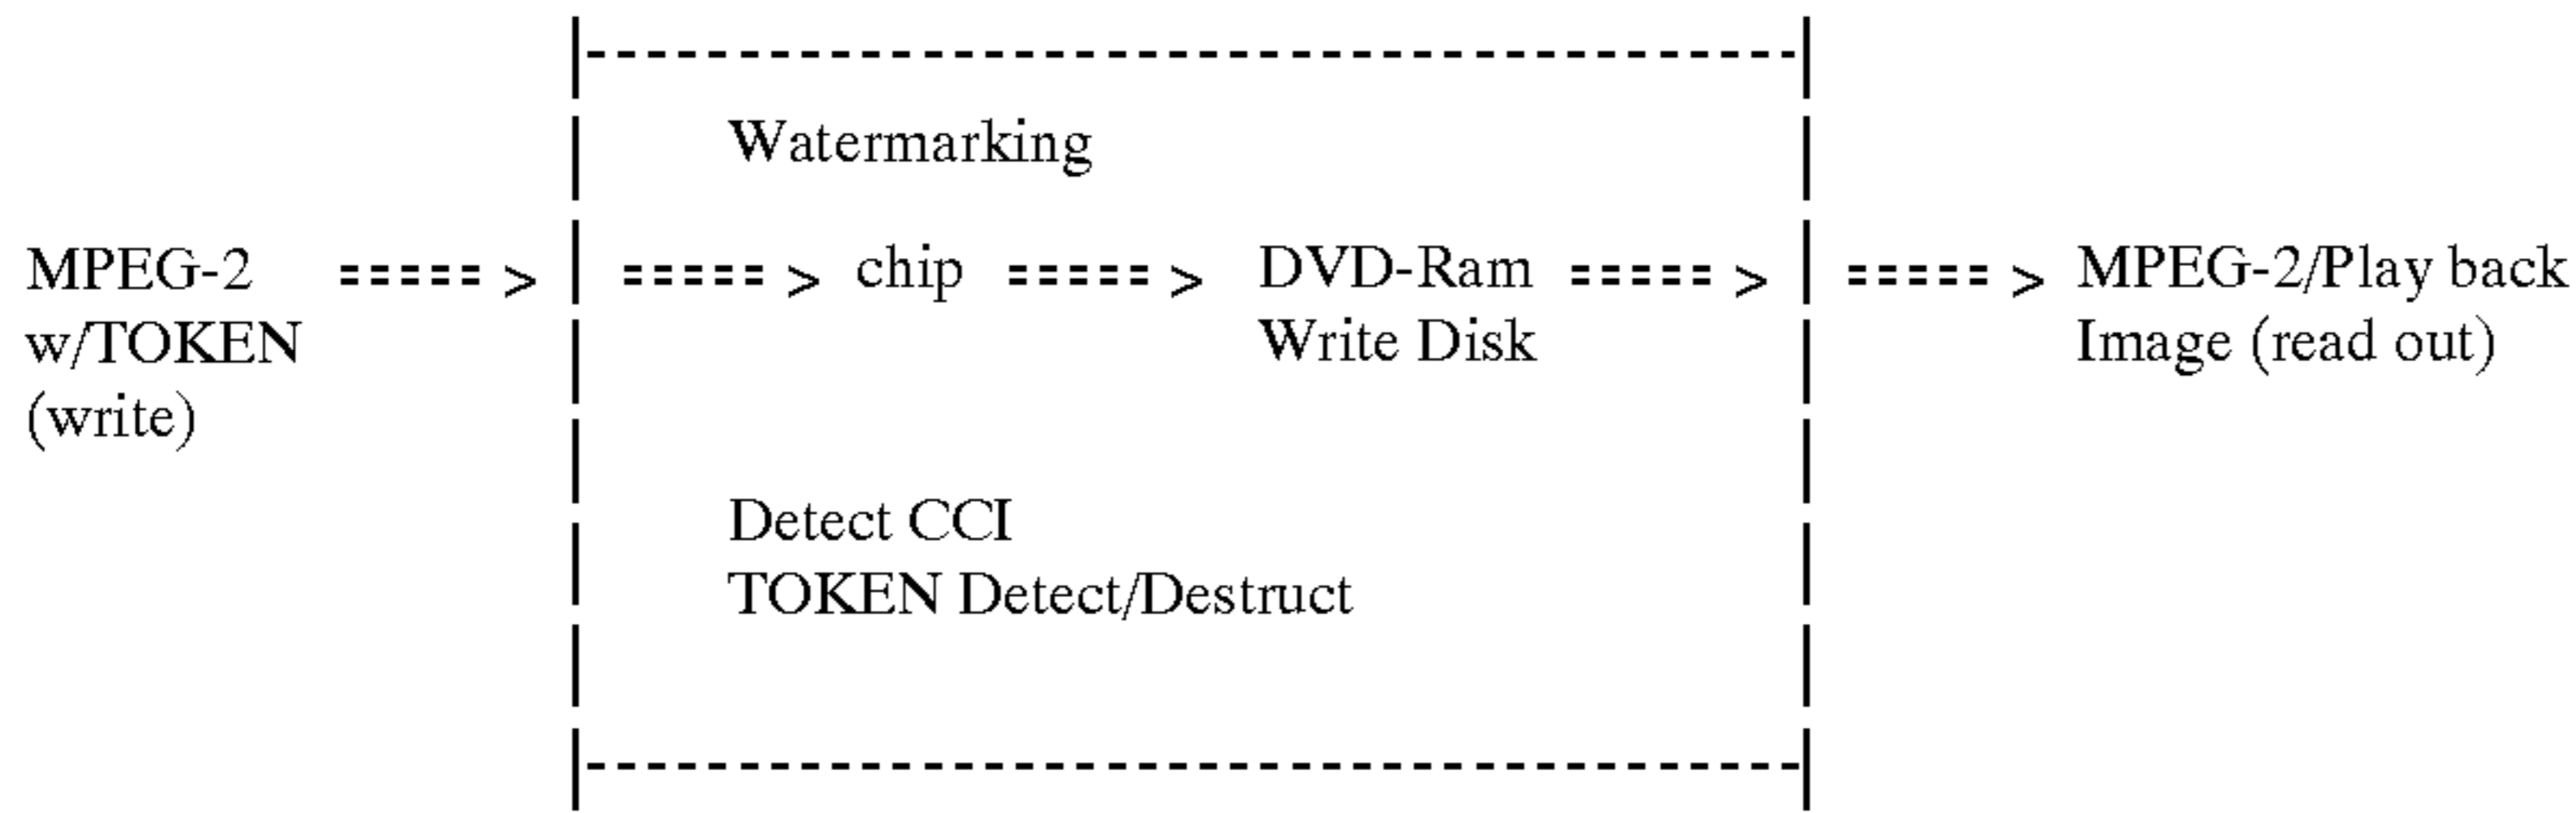 Watermarking
MPEG-2 =====> =====> chip =====> DVD-Ram =====> =====> MPEG-2/Play back
w/TOKEN Write Disk Image (read out)
(write)
Detect CCI
TOKEN Detect/Destruct